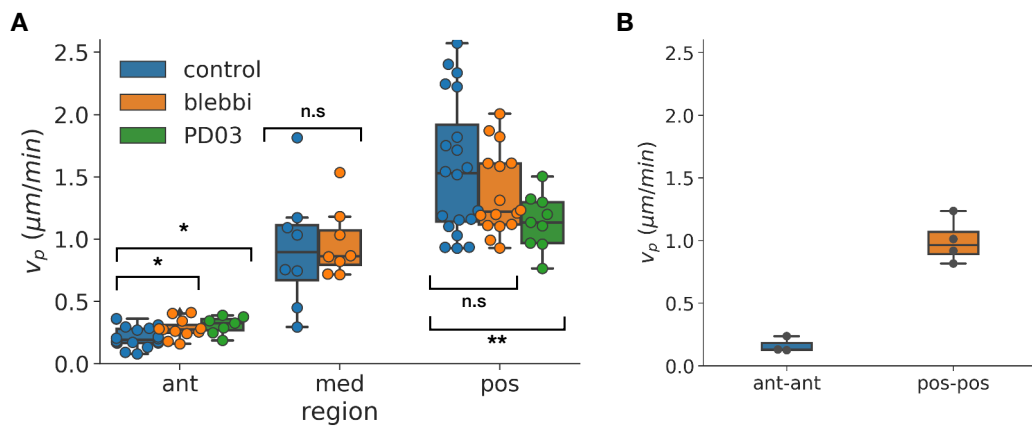 A
v_p (μm/min)
2.5
2.0
1.5
1.0
0.5
0.0
control
blebbi
PD03
n.s
*
*
n.s
**
ant
med
pos
region
B
v_p (μm/min)
2.5
2.0
1.5
1.0
0.5
0.0
ant-ant
pos-pos